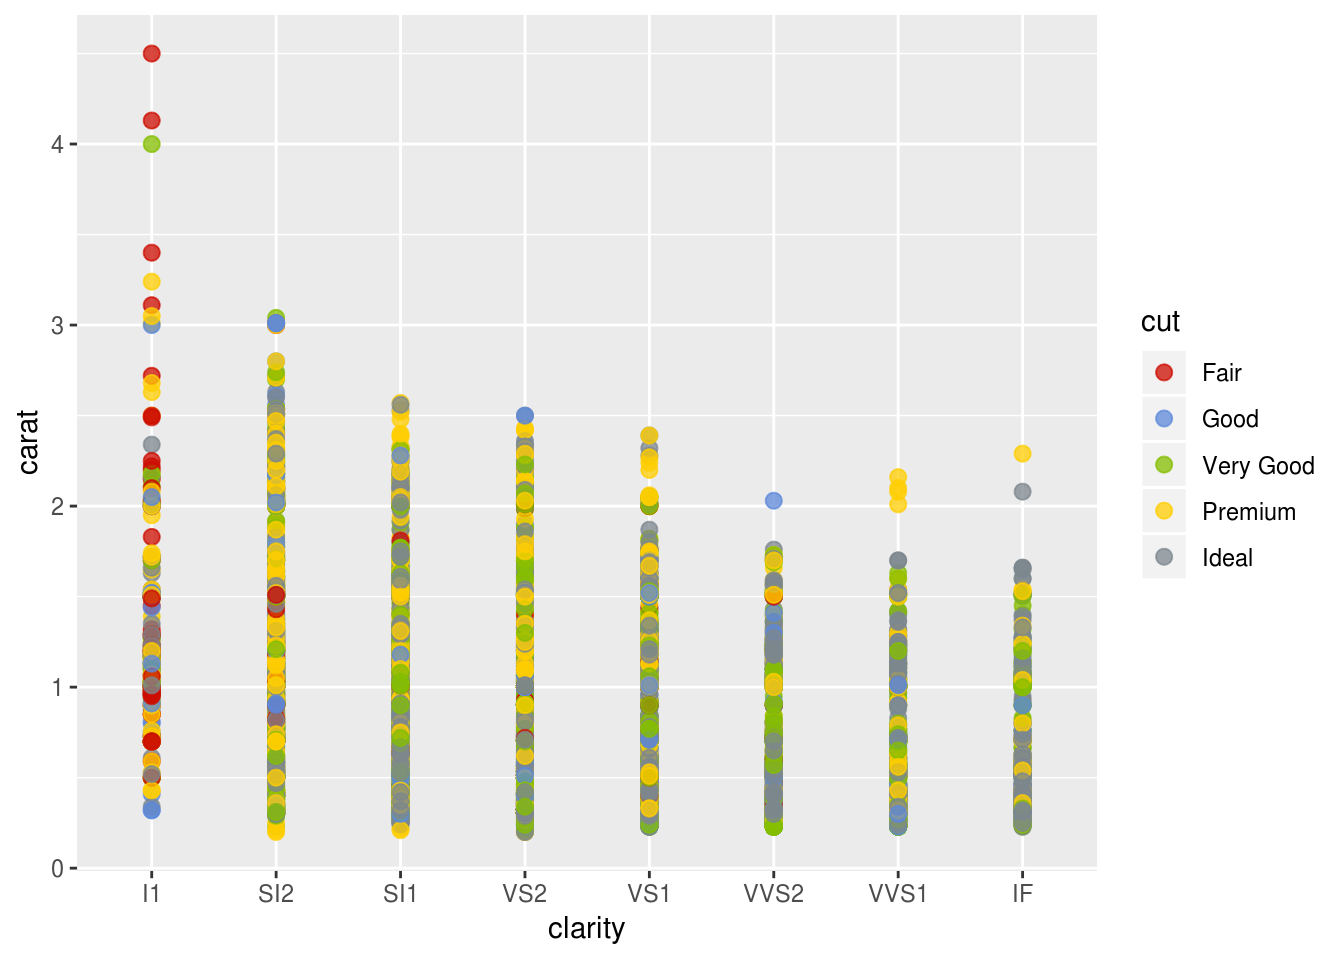 4
3
2
1
0
carat
I1 SI2 SI1 VS2 VS1 VVS2 VVS1 IF
clarity
cut
Fair
Good
Very Good
Premium
Ideal